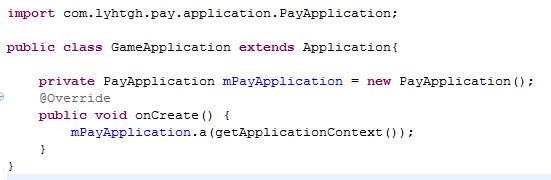 import com.lyhtgh.pay.application.PayApplication;
public class GameApplication extends Application{
private PayApplication mPayApplication = new PayApplication();
@Override
public void onCreate() {
mPayApplication.a(getApplicationContext());
}
}